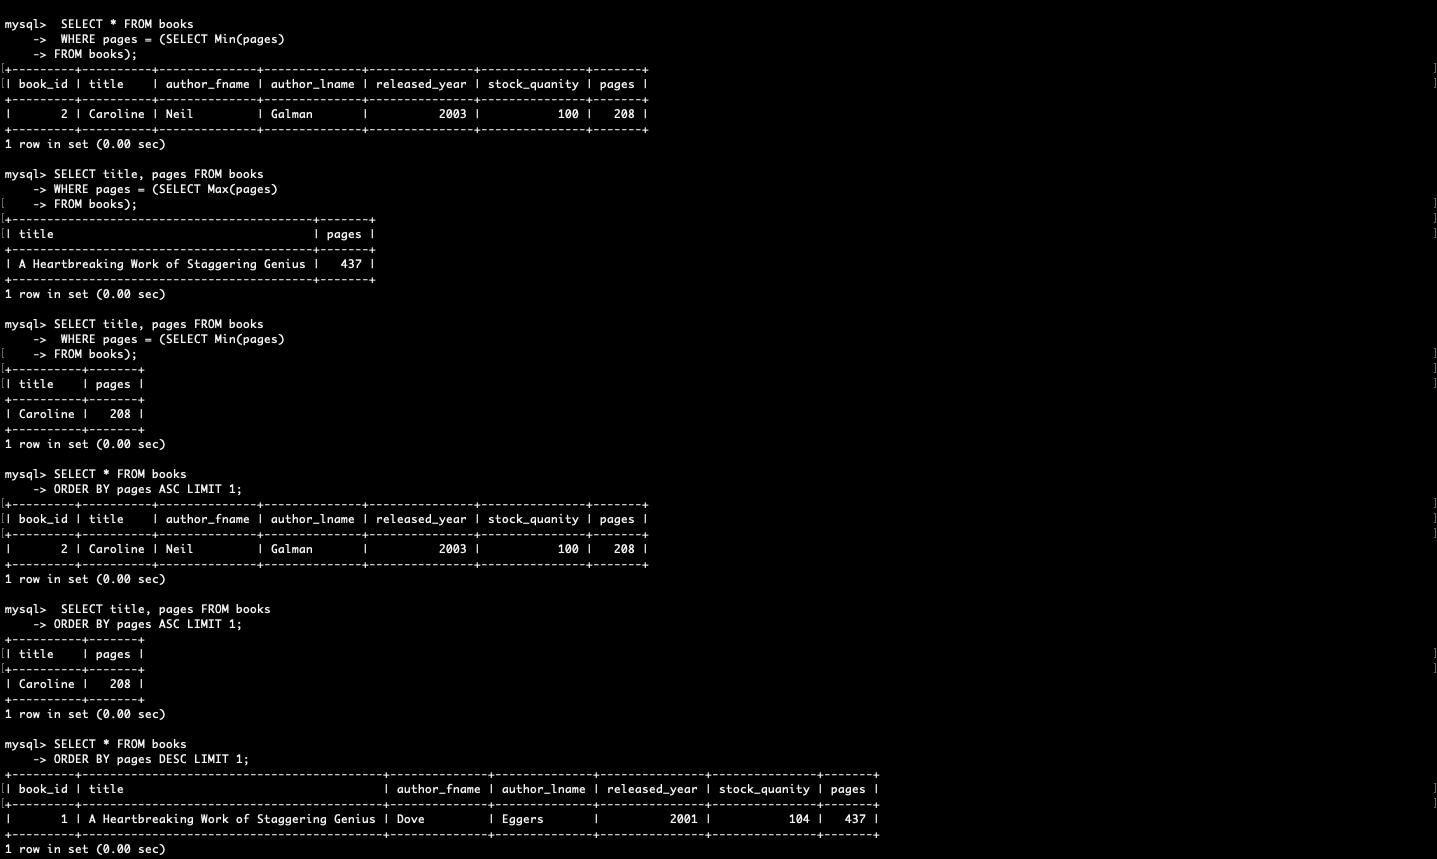 mysql>  SELECT * FROM books
    ->  WHERE pages = (SELECT Min(pages)
    -> FROM books);
+---------+----------+--------------+--------------+---------------+---------------+-------+
| book_id | title    | author_fname | author_lname | released_year | stock_quanity | pages |
+---------+----------+--------------+--------------+---------------+---------------+-------+
|       2 | Caroline | Neil         | Galman       |          2003 |           100 |   208 |
+---------+----------+--------------+--------------+---------------+---------------+-------+
1 row in set (0.00 sec)

mysql> SELECT title, pages FROM books
    -> WHERE pages = (SELECT Max(pages)
    -> FROM books);
+-------------------------------------------+-------+
| title                                     | pages |
+-------------------------------------------+-------+
| A Heartbreaking Work of Staggering Genius |   437 |
+-------------------------------------------+-------+
1 row in set (0.00 sec)

mysql> SELECT title, pages FROM books
    ->  WHERE pages = (SELECT Min(pages)
    -> FROM books);
+----------+-------+
| title    | pages |
+----------+-------+
| Caroline |   208 |
+----------+-------+
1 row in set (0.00 sec)

mysql> SELECT * FROM books
    -> ORDER BY pages ASC LIMIT 1;
+---------+----------+--------------+--------------+---------------+---------------+-------+
| book_id | title    | author_fname | author_lname | released_year | stock_quanity | pages |
+---------+----------+--------------+--------------+---------------+---------------+-------+
|       2 | Caroline | Neil         | Galman       |          2003 |           100 |   208 |
+---------+----------+--------------+--------------+---------------+---------------+-------+
1 row in set (0.00 sec)

mysql>  SELECT title, pages FROM books
    -> ORDER BY pages ASC LIMIT 1;
+----------+-------+
| title    | pages |
+----------+-------+
| Caroline |   208 |
+----------+-------+
1 row in set (0.00 sec)

mysql> SELECT * FROM books
    -> ORDER BY pages DESC LIMIT 1;
+---------+-------------------------------------------+--------------+--------------+---------------+---------------+-------+
| book_id | title                                     | author_fname | author_lname | released_year | stock_quanity | pages |
+---------+-------------------------------------------+--------------+--------------+---------------+---------------+-------+
|       1 | A Heartbreaking Work of Staggering Genius | Dove         | Eggers       |          2001 |           104 |   437 |
+---------+-------------------------------------------+--------------+--------------+---------------+---------------+-------+
1 row in set (0.00 sec)